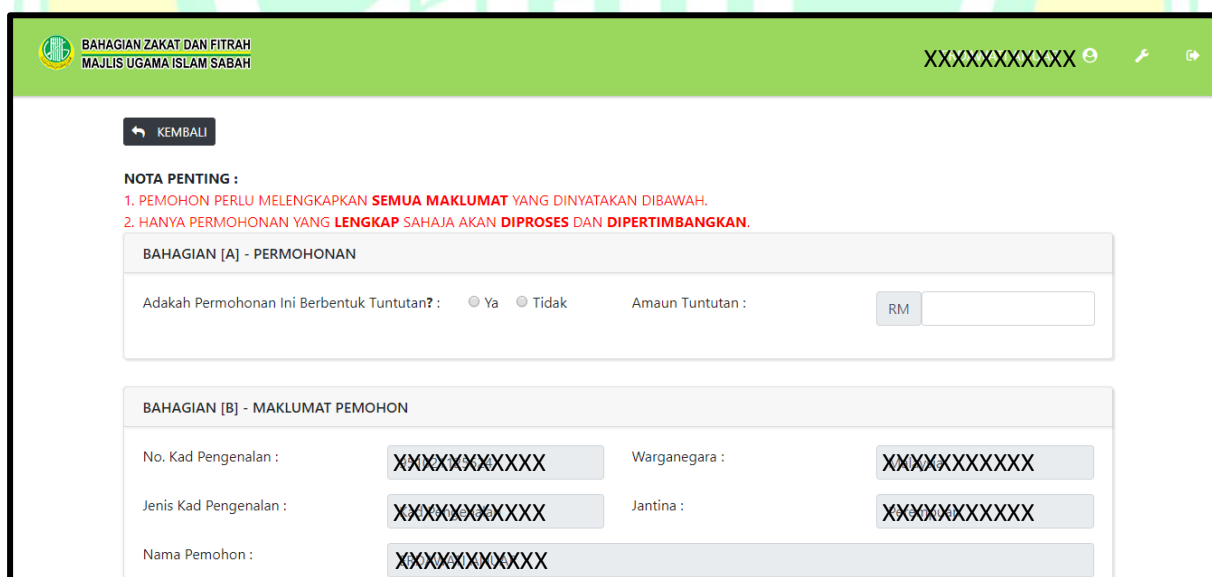 BAHAGIAN ZAKAT DAN FITRAH
MAJLIS UGAMA ISLAM SABAH
XXXXXXXXXXX
KEMBALI
NOTA PENTING :
1. PEMOHON PERLU MELENGKAPKAN SEMUA MAKLUMAT YANG DINYATAKAN DIBAWAH.
2. HANYA PERMOHONAN YANG LENGKAP SAHAJA AKAN DIPROSES DAN DIPERTIMBANGKAN.
BAHAGIAN [A] - PERMOHONAN
Adakah Permohonan Ini Berbentuk Tuntutan? : Ya Tidak Amaun Tuntutan : RM
BAHAGIAN [B] - MAKLUMAT PEMOHON
No. Kad Pengenalan : XXXXXXXXXXX Warganegara : XXXXXXXXXXX
Jenis Kad Pengenalan : XXXXXXXXXXX Jantina : XXXXXXXXXXX
Nama Pemohon : XXXXXXXXXXX